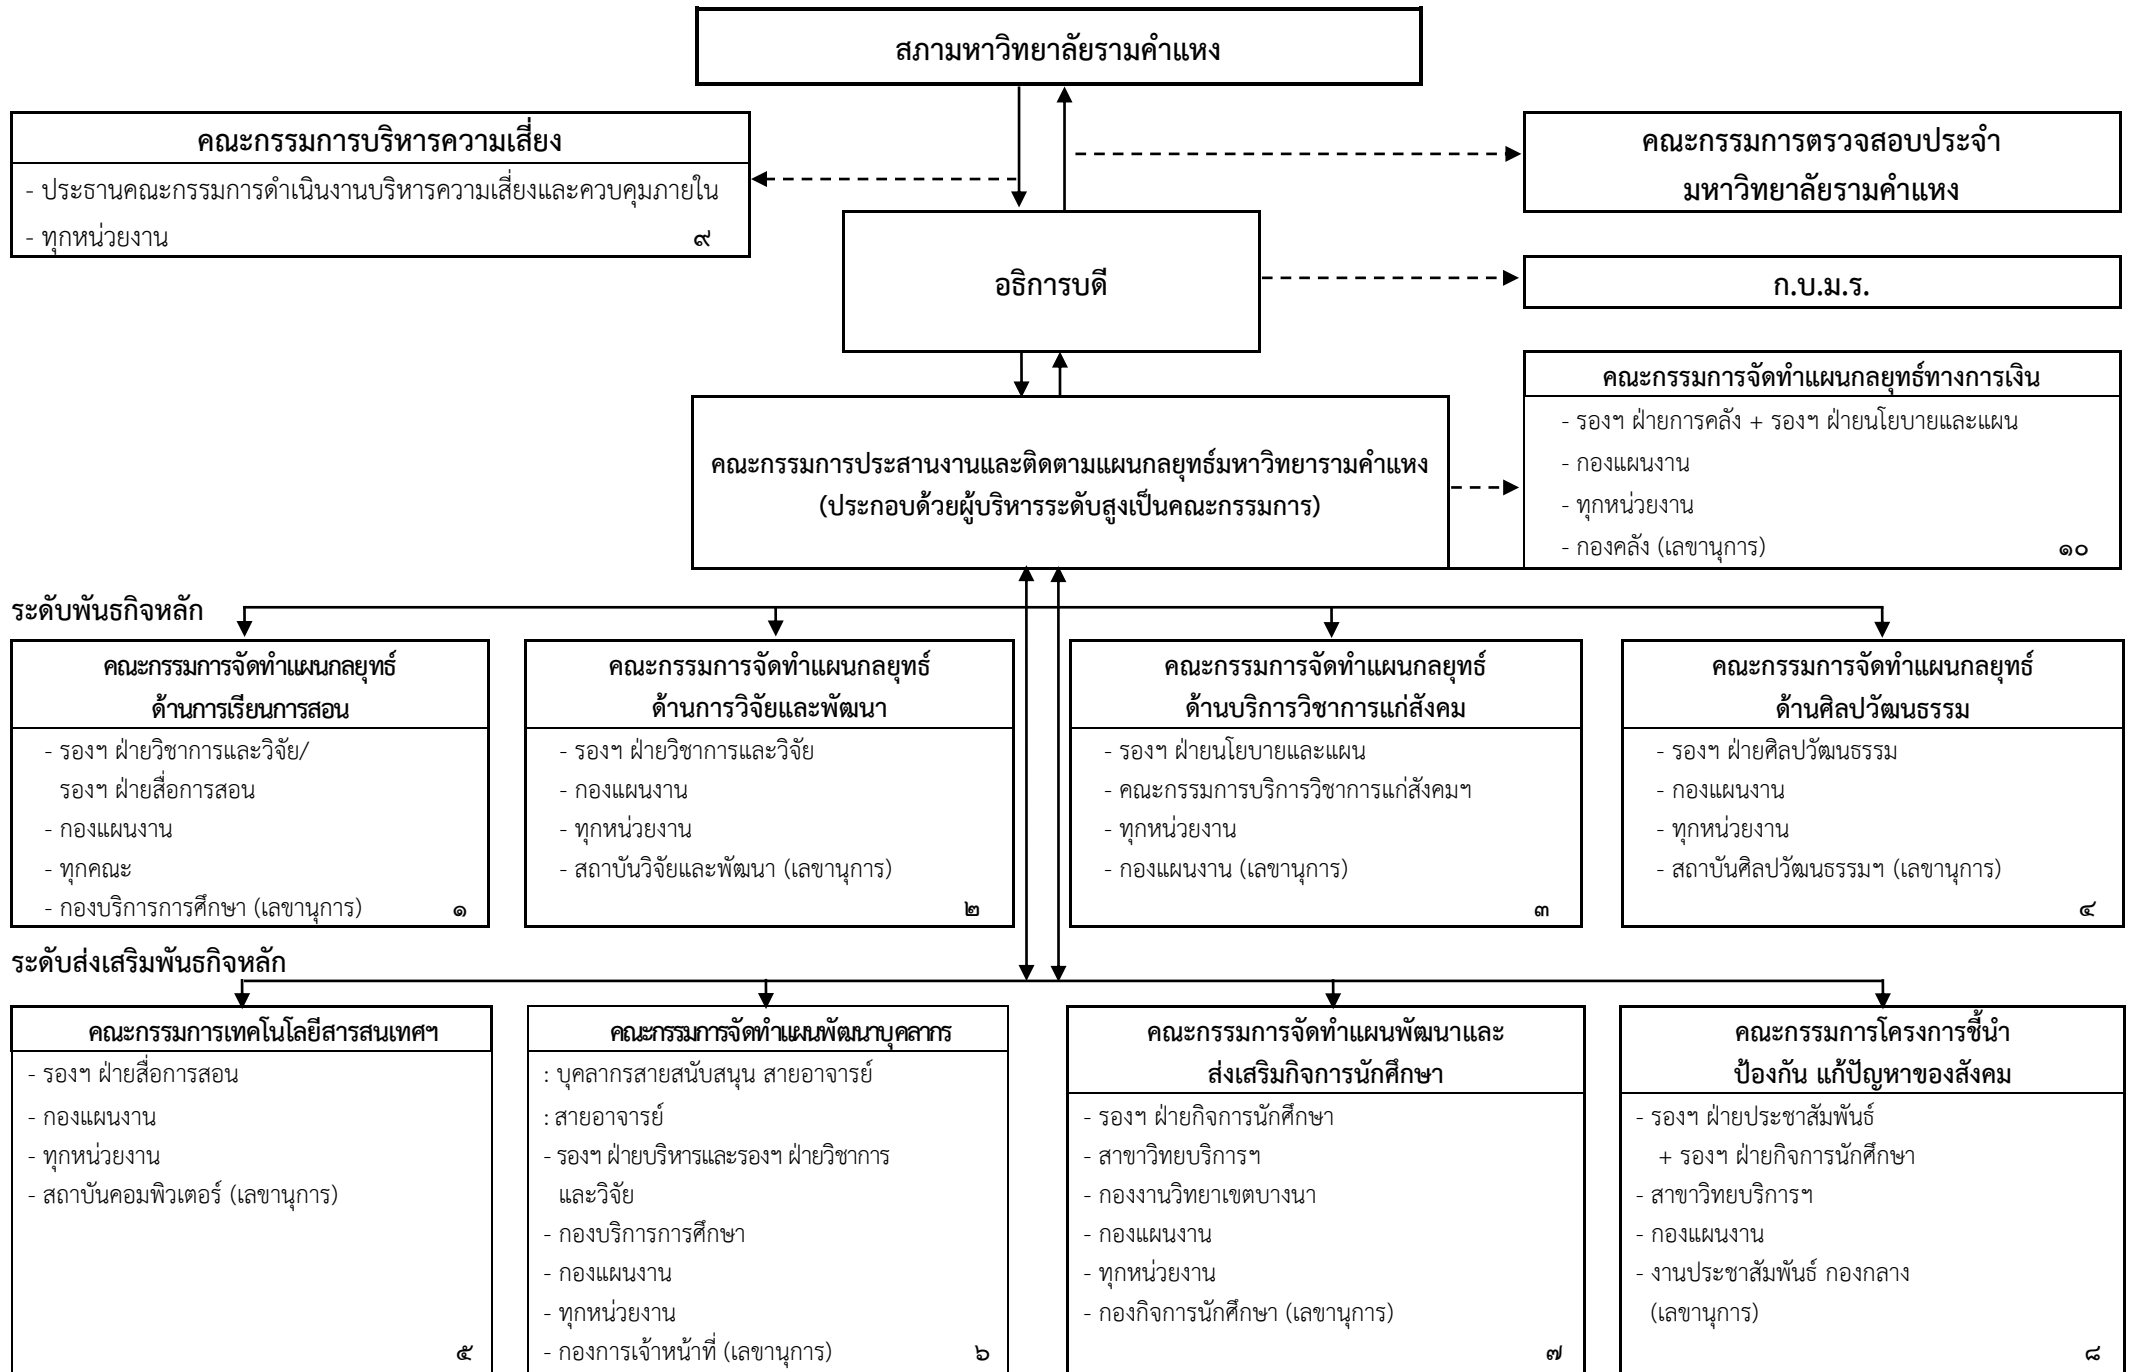 สภามหาวิทยาลัยรามคำแหง
คณะกรรมการบริหารความเสี่ยง
- ประธานคณะกรรมการดำเนินงานบริหารความเสี่ยงและควบคุมภายใน
- ทุกหน่วยงาน ๙
คณะกรรมการตรวจสอบประจำ
มหาวิทยาลัยรามคำแหง
อธิการบดี
ก.บ.ม.ร.
คณะกรรมการประสานงานและติดตามแผนกลยุทธ์มหาวิทยารามคำแหง
(ประกอบด้วยผู้บริหารระดับสูงเป็นคณะกรรมการ)
คณะกรรมการจัดทำแผนกลยุทธ์ทางการเงิน
- รองฯ ฝ่ายการคลัง + รองฯ ฝ่ายนโยบายและแผน
- กองแผนงาน
- ทุกหน่วยงาน
- กองคลัง (เลขานุการ) ๑๐
ระดับพันธกิจหลัก
คณะกรรมการจัดทำแผนกลยุทธ์
ด้านการเรียนการสอน
- รองฯ ฝ่ายวิชาการและวิจัย/
รองฯ ฝ่ายสื่อการสอน
- กองแผนงาน
- ทุกคณะ
- กองบริการการศึกษา (เลขานุการ) ๑
คณะกรรมการจัดทำแผนกลยุทธ์
ด้านการวิจัยและพัฒนา
- รองฯ ฝ่ายวิชาการและวิจัย
- กองแผนงาน
- ทุกหน่วยงาน
- สถาบันวิจัยและพัฒนา (เลขานุการ)
๒
คณะกรรมการจัดทำแผนกลยุทธ์
ด้านบริการวิชาการแก่สังคม
- รองฯ ฝ่ายนโยบายและแผน
- คณะกรรมการบริการวิชาการแก่สังคมฯ
- ทุกหน่วยงาน
- กองแผนงาน (เลขานุการ)
๓
คณะกรรมการจัดทำแผนกลยุทธ์
ด้านศิลปวัฒนธรรม
- รองฯ ฝ่ายศิลปวัฒนธรรม
- กองแผนงาน
- ทุกหน่วยงาน
- สถาบันศิลปวัฒนธรรมฯ (เลขานุการ)
๔
ระดับส่งเสริมพันธกิจหลัก
คณะกรรมการเทคโนโลยีสารสนเทศฯ
- รองฯ ฝ่ายสื่อการสอน
- กองแผนงาน
- ทุกหน่วยงาน
- สถาบันคอมพิวเตอร์ (เลขานุการ)
๕
คณะกรรมการจัดทำแผนพัฒนาบุคลากร
: บุคลากรสายสนับสนุน สายอาจารย์
: สายอาจารย์
- รองฯ ฝ่ายบริหารและรองฯ ฝ่ายวิชาการ
และวิจัย
- กองบริการการศึกษา
- กองแผนงาน
- ทุกหน่วยงาน
- กองการเจ้าหน้าที่ (เลขานุการ) ๖
คณะกรรมการจัดทำแผนพัฒนาและ
ส่งเสริมกิจการนักศึกษา
- รองฯ ฝ่ายกิจการนักศึกษา
- สาขาวิทยบริการฯ
- กองงานวิทยาเขตบางนา
- กองแผนงาน
- ทุกหน่วยงาน
- กองกิจการนักศึกษา (เลขานุการ)
๗
คณะกรรมการโครงการชี้นำ
ป้องกัน แก้ปัญหาของสังคม
- รองฯ ฝ่ายประชาสัมพันธ์
+ รองฯ ฝ่ายกิจการนักศึกษา
- สาขาวิทยบริการฯ
- กองแผนงาน
- งานประชาสัมพันธ์ กองกลาง
(เลขานุการ)
๘